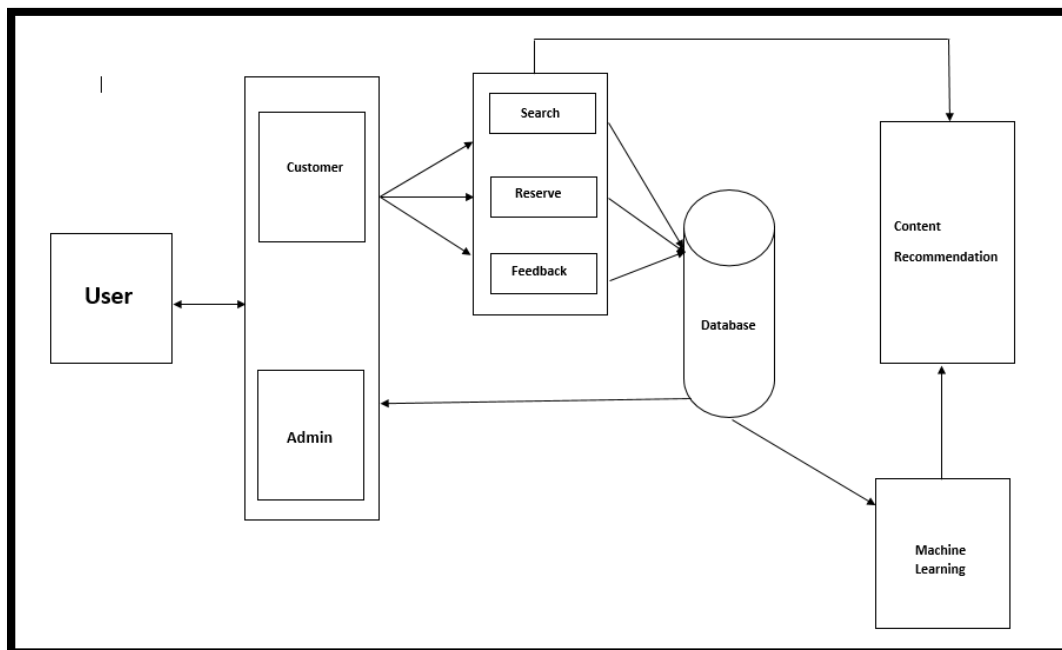 Search
Customer
Reserve
Content
Recommendation
Feedback
User
Database
Admin
Machine
Learning